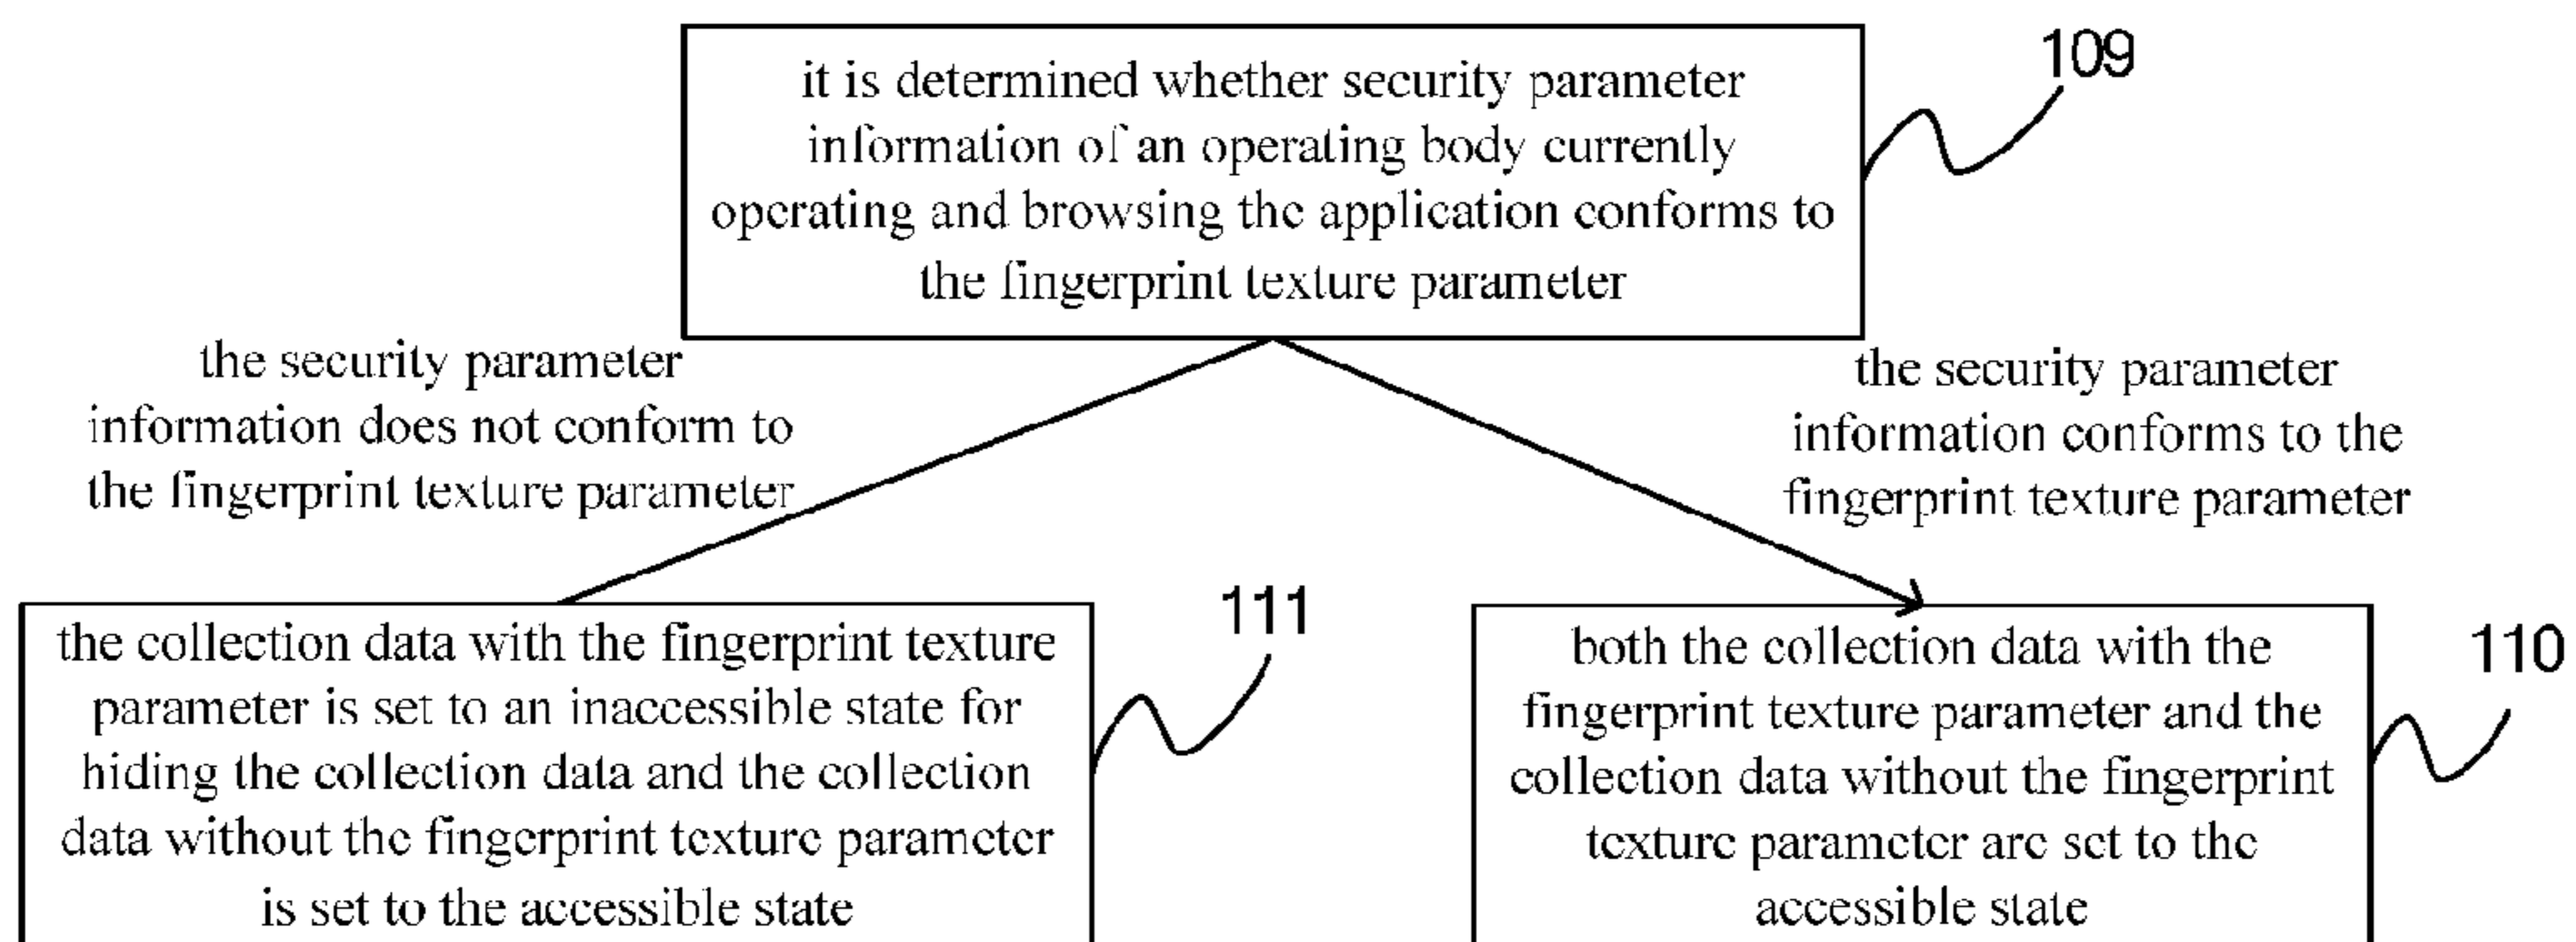 it is determined whether security parameter
information of an operating body currently
operating and browsing the application conforms to
the fingerprint texture parameter
109
the security parameter
information does not conform to
the fingerprint texture parameter
the security parameter
information conforms to the
fingerprint texture parameter
the collection data with the fingerprint texture
parameter is set to an inaccessible state for
hiding the collection data and the collection
data without the fingerprint texture parameter
is set to the accessible state
111
both the collection data with the
fingerprint texture parameter and the
collection data without the fingerprint
texture parameter are set to the
accessible state
110